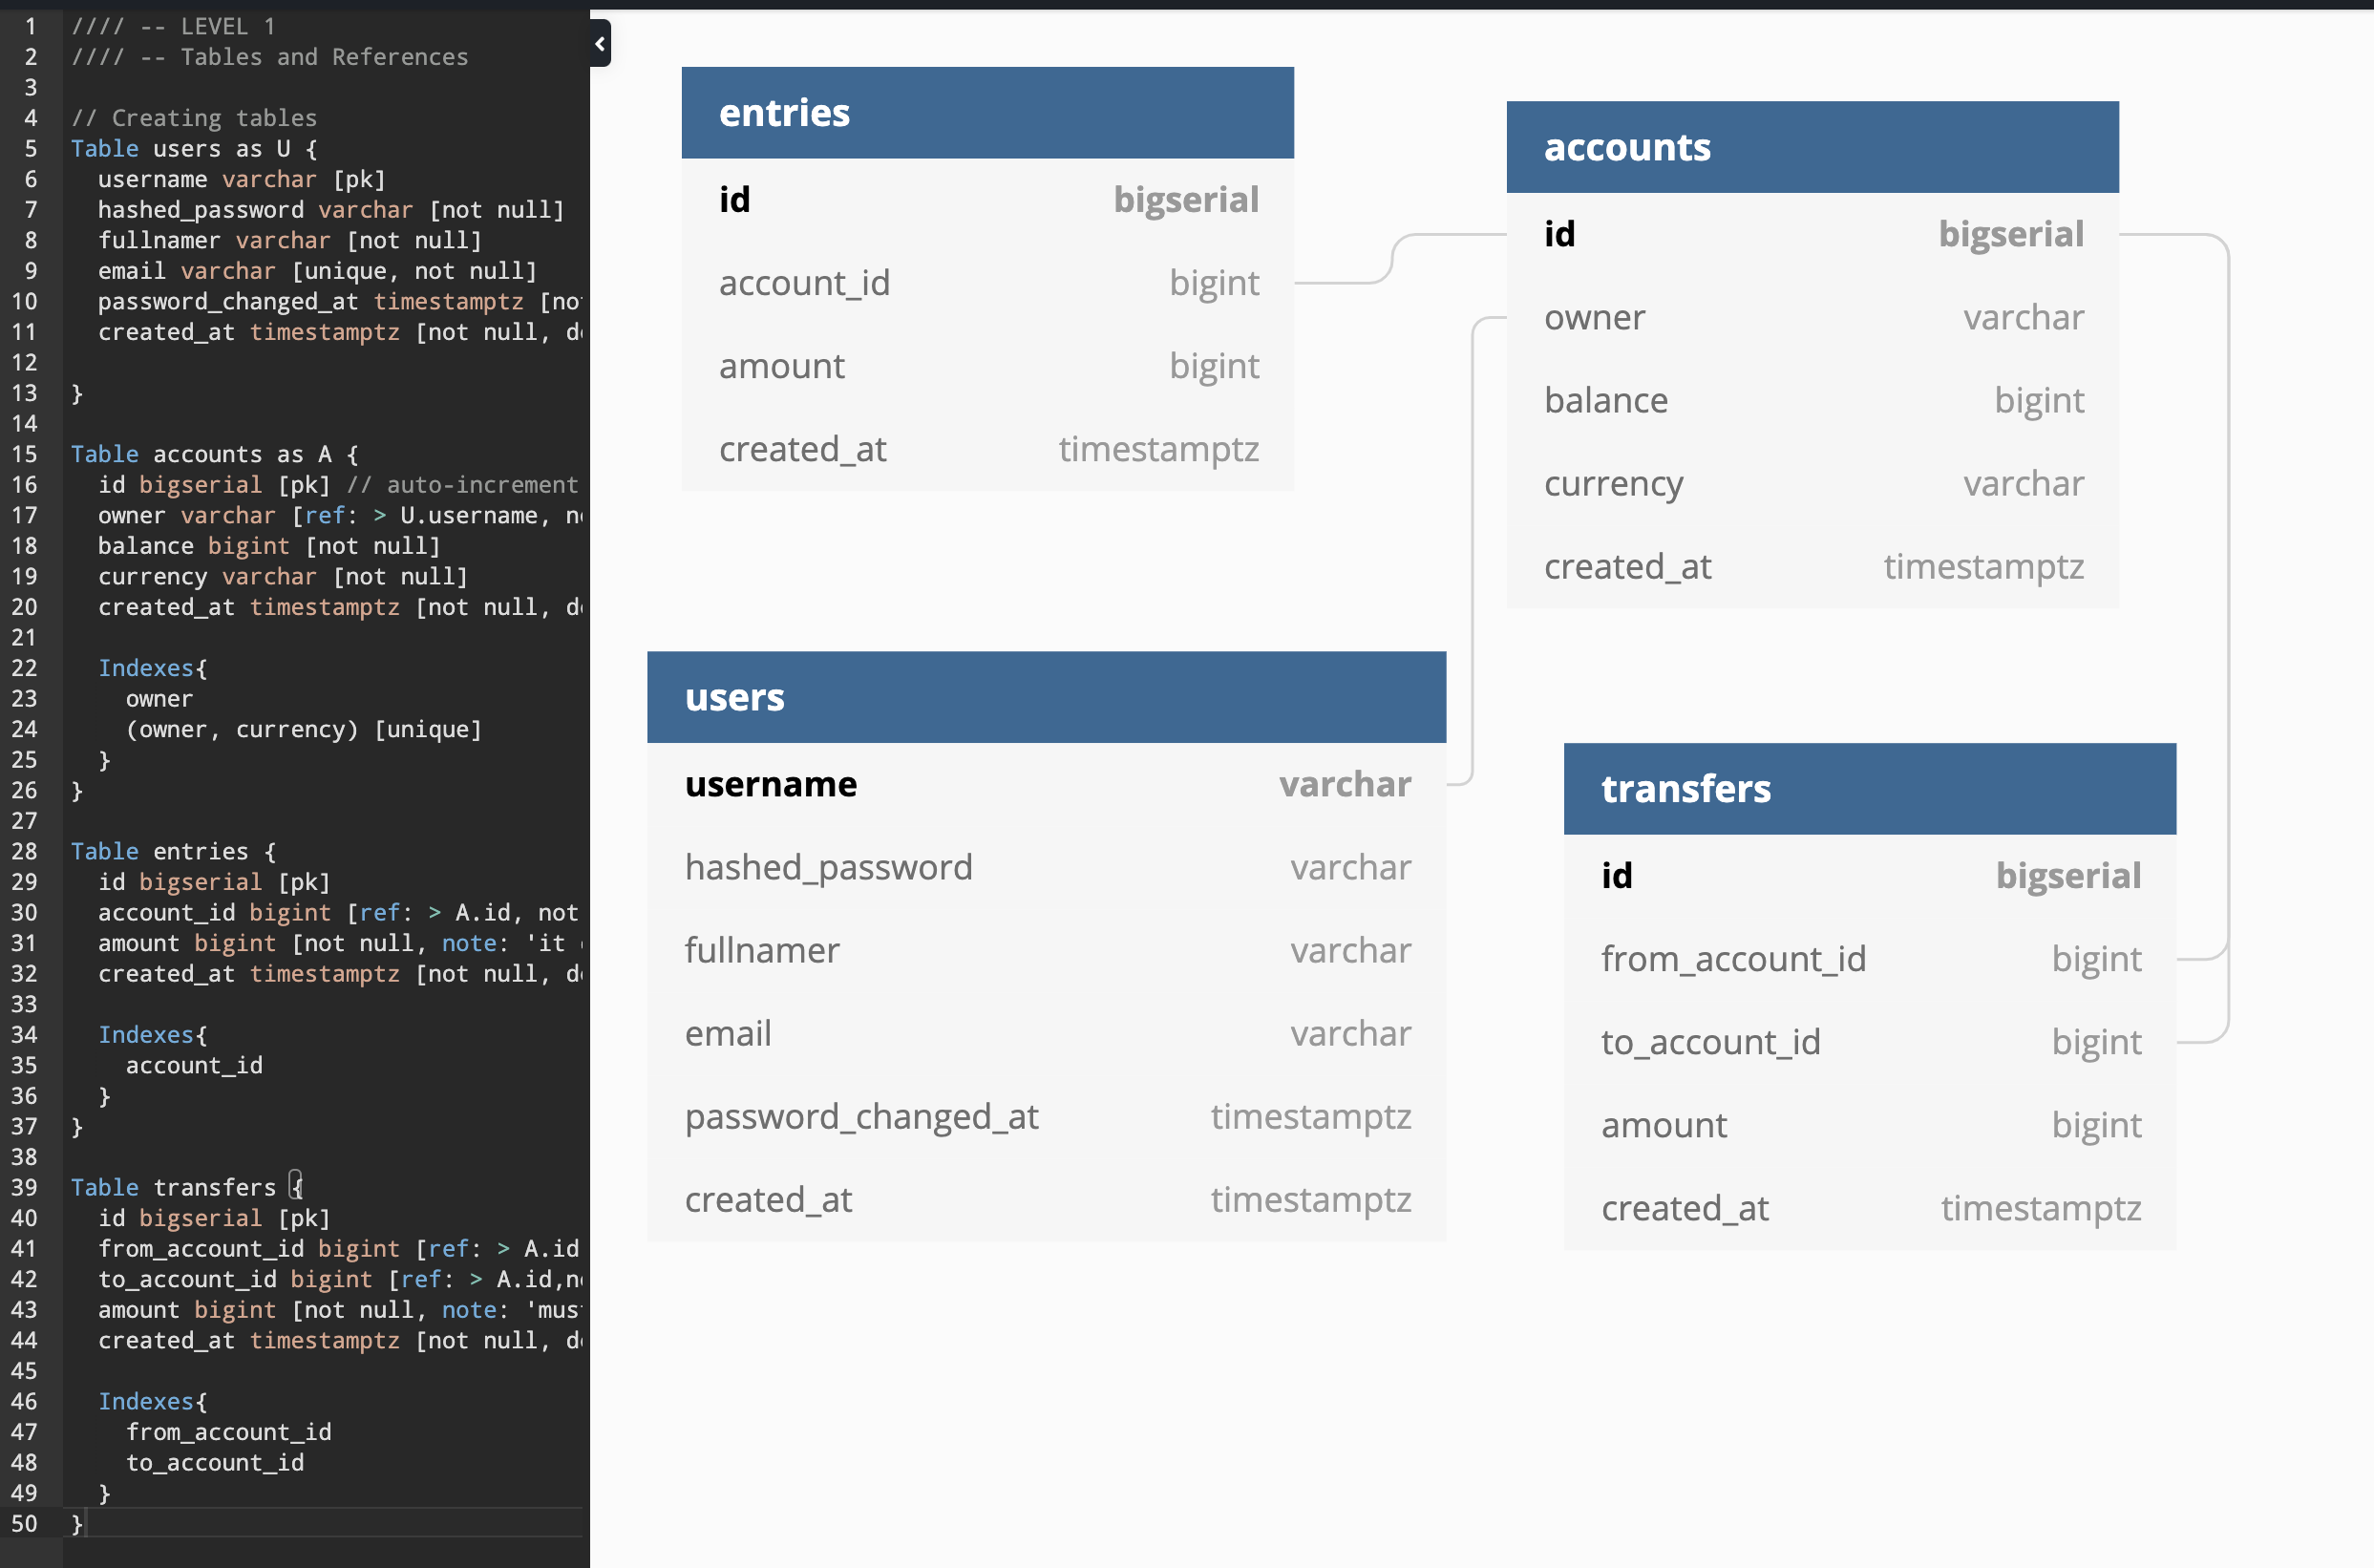 1 //// -- LEVEL 1
2 //// -- Tables and References
3
4 // Creating tables
5 Table users as U {
6 username varchar [pk]
7 hashed_password varchar [not null]
8 fullnamer varchar [not null]
9 email varchar [unique, not null]
10 password_changed_at timestamptz [no
11 created_at timestamptz [not null, d
12
13 }
14
15 Table accounts as A {
16 id bigserial [pk] // auto-increment
17 owner varchar [ref: > U.username, n
18 balance bigint [not null]
19 currency varchar [not null]
20 created_at timestamptz [not null, d
21
22 Indexes{
23 owner
24 (owner, currency) [unique]
25 }
26 }
27
28 Table entries {
29 id bigserial [pk]
30 account_id bigint [ref: > A.id, not
31 amount bigint [not null, note: 'it
32 created_at timestamptz [not null, d
33
34 Indexes{
35 account_id
36 }
37 }
38
39 Table transfers {
40 id bigserial [pk]
41 from_account_id bigint [ref: > A.id
42 to_account_id bigint [ref: > A.id,n
43 amount bigint [not null, note: 'mus
44 created_at timestamptz [not null, d
45
46 Indexes{
47 from_account_id
48 to_account_id
49 }
50 }
entries
id bigserial
account_id bigint
amount bigint
created_at timestamptz
accounts
id bigserial
owner varchar
balance bigint
currency varchar
created_at timestamptz
users
username varchar
hashed_password varchar
fullnamer varchar
email varchar
password_changed_at timestamptz
created_at timestamptz
transfers
id bigserial
from_account_id bigint
to_account_id bigint
amount bigint
created_at timestamptz